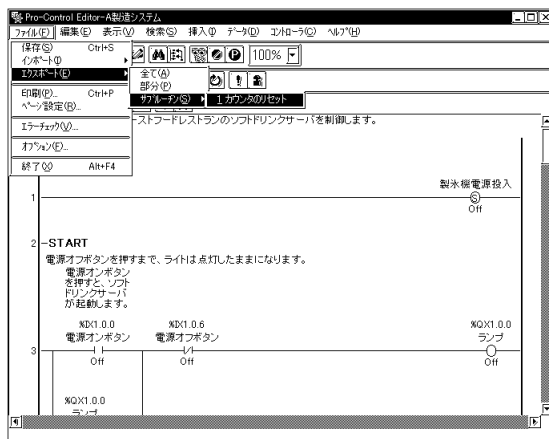 Pro-Control Editor-A製造システム
ファイル(F) 編集(E) 表示(V) 検索(S) 挿入(I) データ(D) コントローラ(C) ヘルプ(H)
保存(S) Ctrl+S
インポート(I)
エクスポート(E)
全て(A)
部分(P)
サブルーチン(S)
1 カウンタのリセット
印刷(P)... Ctrl+P
ページ設定(R)...
エラーチェック(V)...
オプション(E)...
終了(X) Alt+F4
100%
ーストフードレストランのソフトドリンクサーバを制御します。
製氷機電源投入
1
S
Off
2 -START
電源オフボタンを押すまで、ライトは点灯したままになります。
電源オンボタン
を押すと、ソフト
ドリンクサーバ
が起動します。
%IX1.0.0 %IX1.0.6 %QX1.0.0
電源オンボタン 電源オフボタン ランプ
3
Off Off Off
%QX1.0.0
ランプ